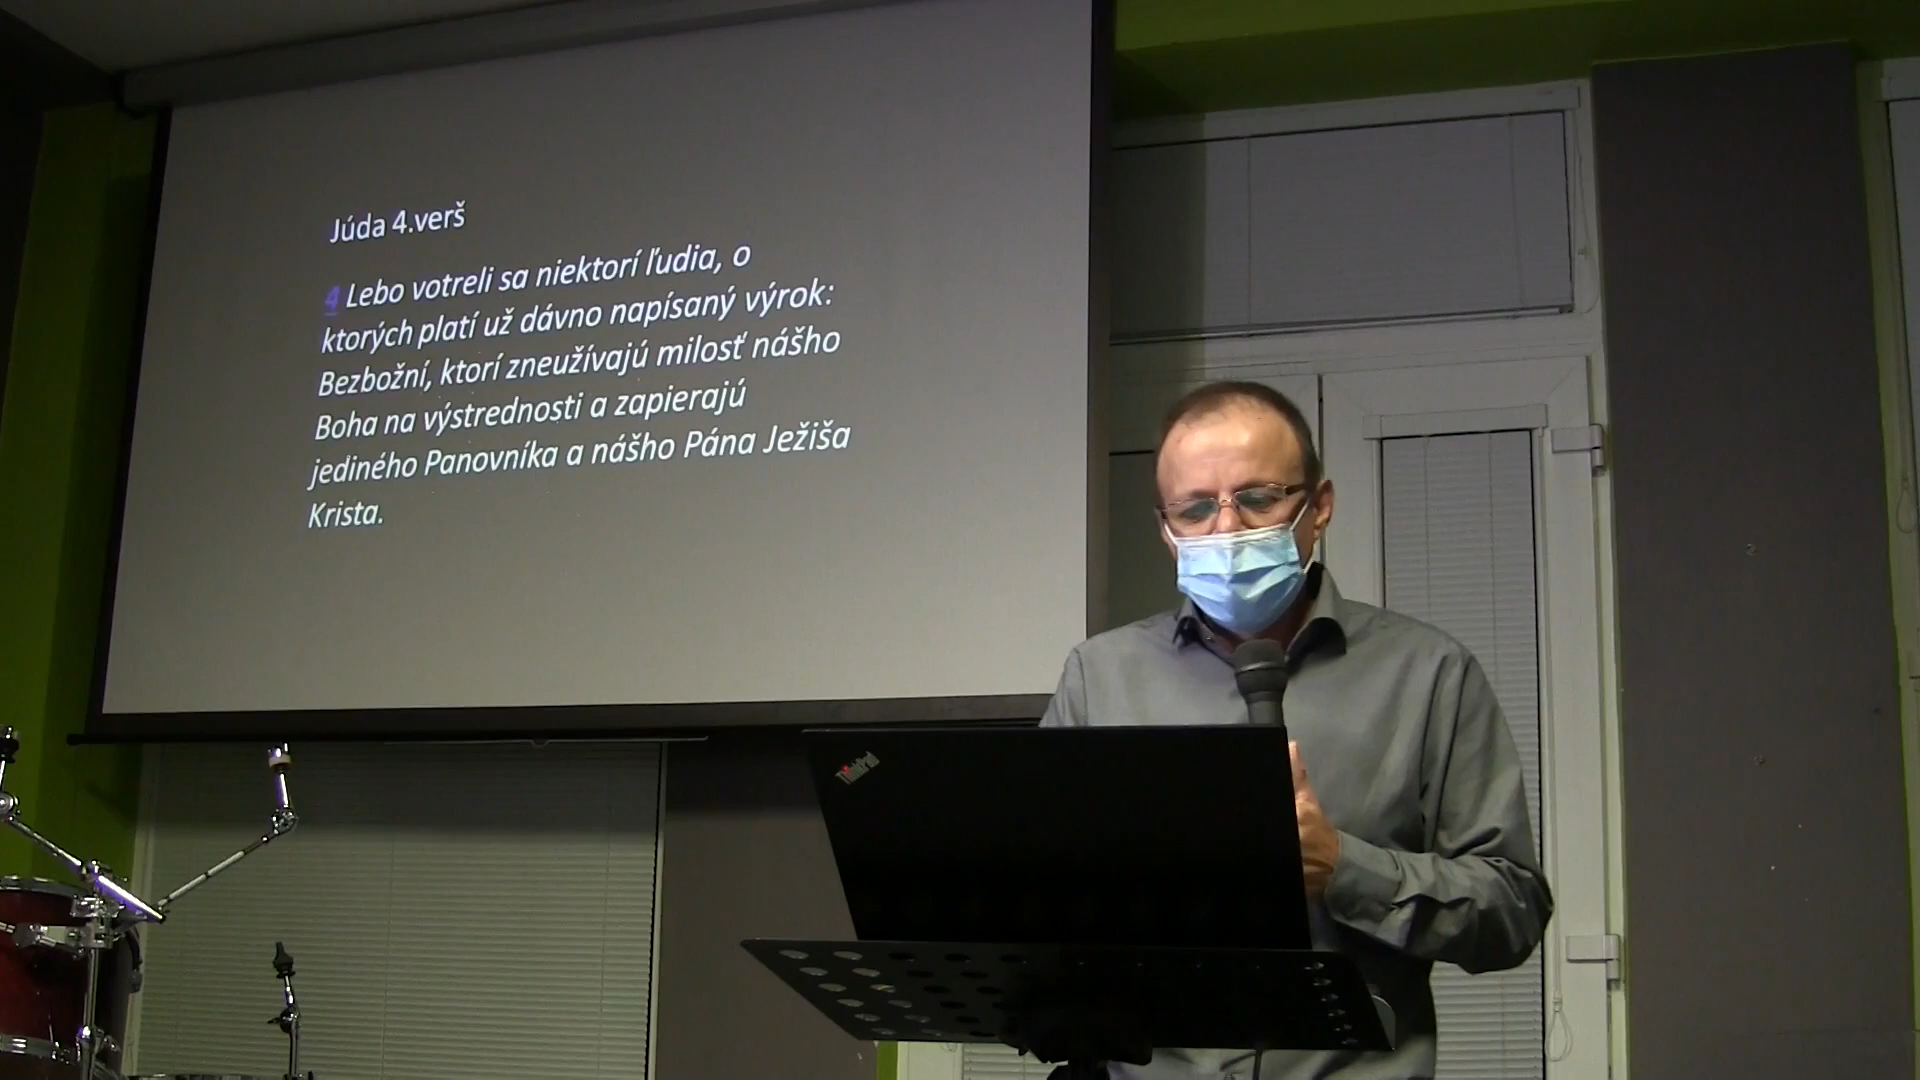 Júda 4.verš
4 Lebo votreli sa niektorí ľudia, o
ktorých platí už dávno napísaný výrok:
Bezbožní, ktorí zneužívajú milosť nášho
Boha na výstrednosti a zapierajú
jediného Panovníka a nášho Pána Ježiša
Krista.
ThinkPad